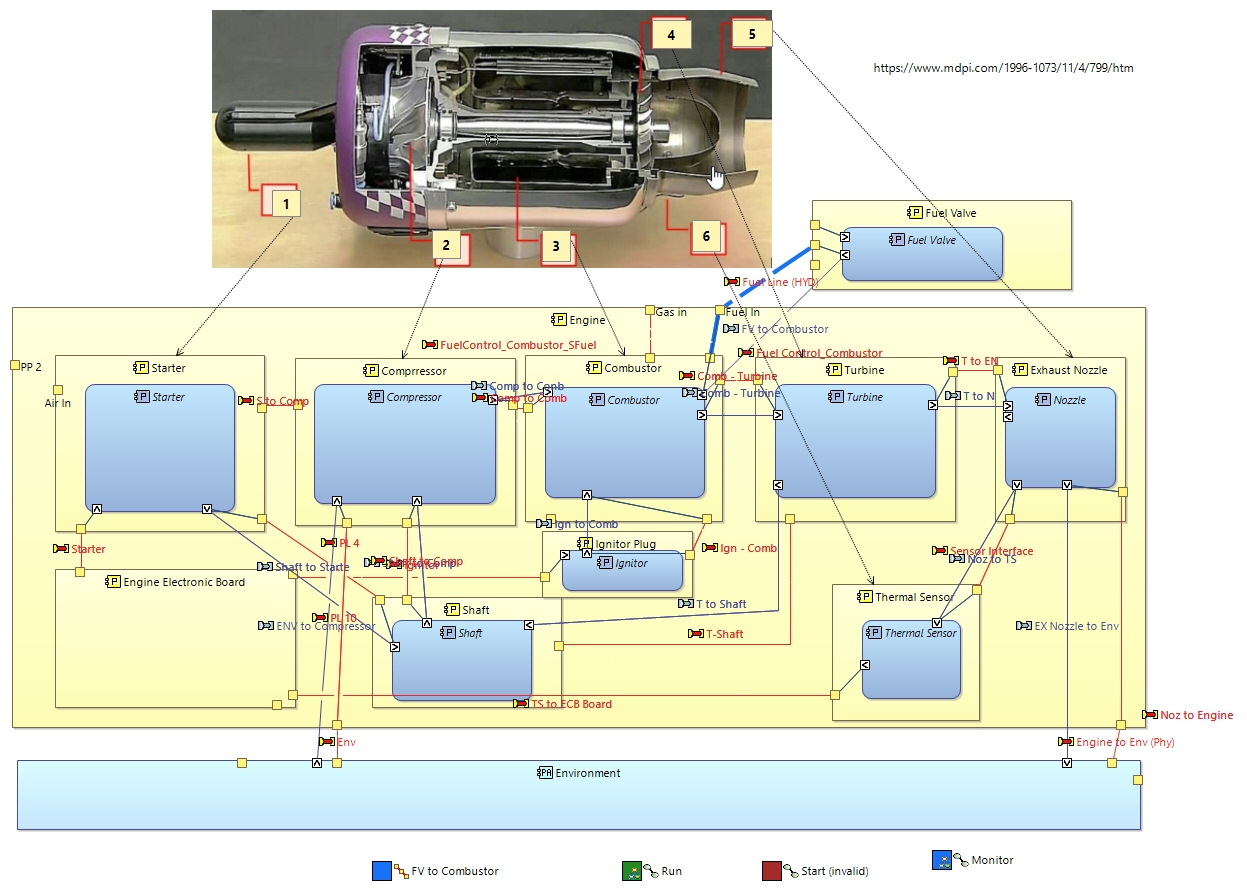 4
5
https://www.mdpi.com/1996-1073/11/4/799/htm
1
2
3
6
Fuel Valve
Fuel Valve
Fuel Line (HYD)
Gas in
Fuel In
Engine
FV to Combustor
FuelControl_Combustor_SFuel
Fuel Control_Combustor
PP 2
Starter
Comprressor
Combustor
Turbine
T to EN
Exhaust Nozzle
Comb - Turbine
Comp to Comb
Comb - Turbine
Air In
Starter
S to Comp
Compressor
Comp to Comb
Combustor
Turbine
T to N
Nozzle
Ign to Comb
Starter
PL 4
Ignitor Plug
Ign - Comb
Sensor Interface
Noz to TS
Shaft to Comp
Ignitor
Shaft to Starte
Engine Electronic Board
Ignitor
Thermal Sensor
Shaft
T to Shaft
PL 10
ENV to Compressor
Shaft
T-Shaft
Thermal Sensor
EX Nozzle to Env
TS to ECB Board
Noz to Engine
Env
Engine to Env (Phy)
PA Environment
FV to Combustor
Run
Start (invalid)
Monitor